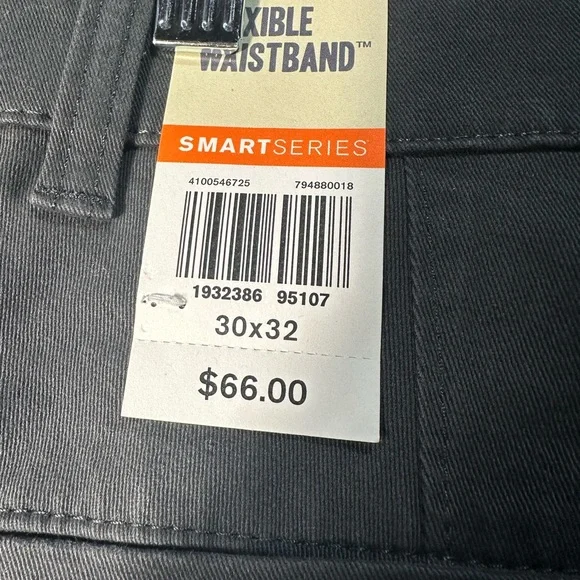 WAISTBAND™
SMARTSERIES
4100546725 794880018
1932386 95107
30x32
$66.00